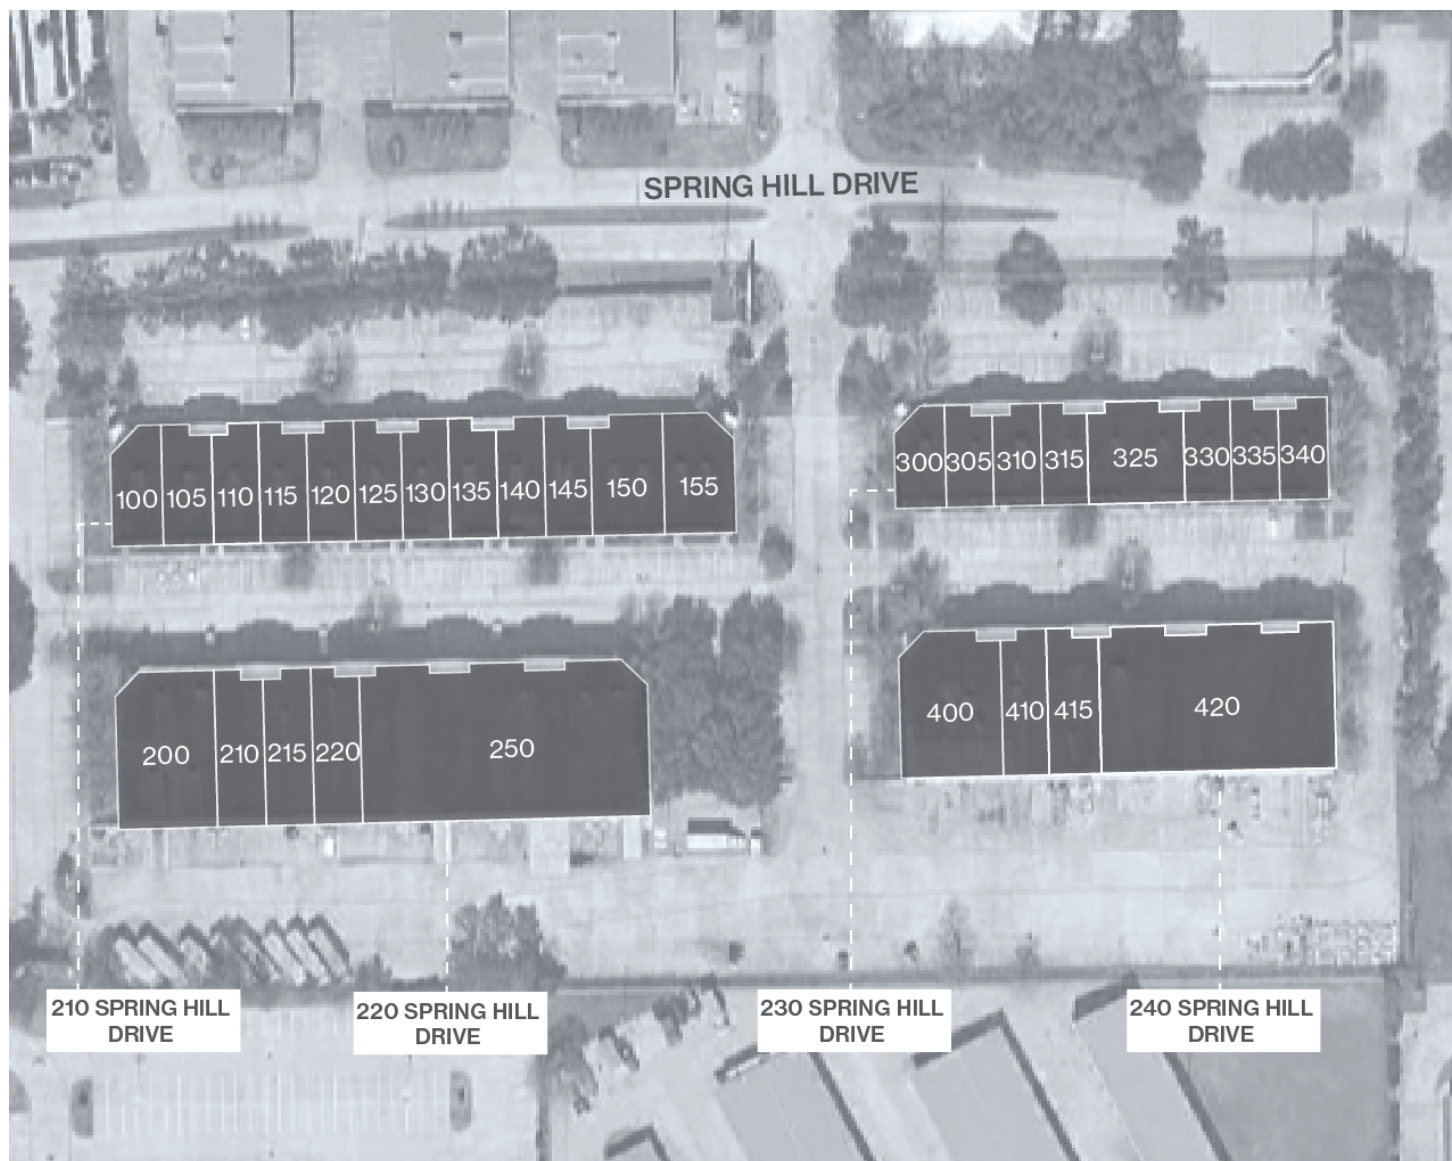 SPRING HILL DRIVE
100 105 110 115 120 125 130 135 140 145 150 155
300 305 310 315 325 330 335 340
200 210 215 220 250
400 410 415 420
210 SPRING HILL
DRIVE
220 SPRING HILL
DRIVE
230 SPRING HILL
DRIVE
240 SPRING HILL
DRIVE